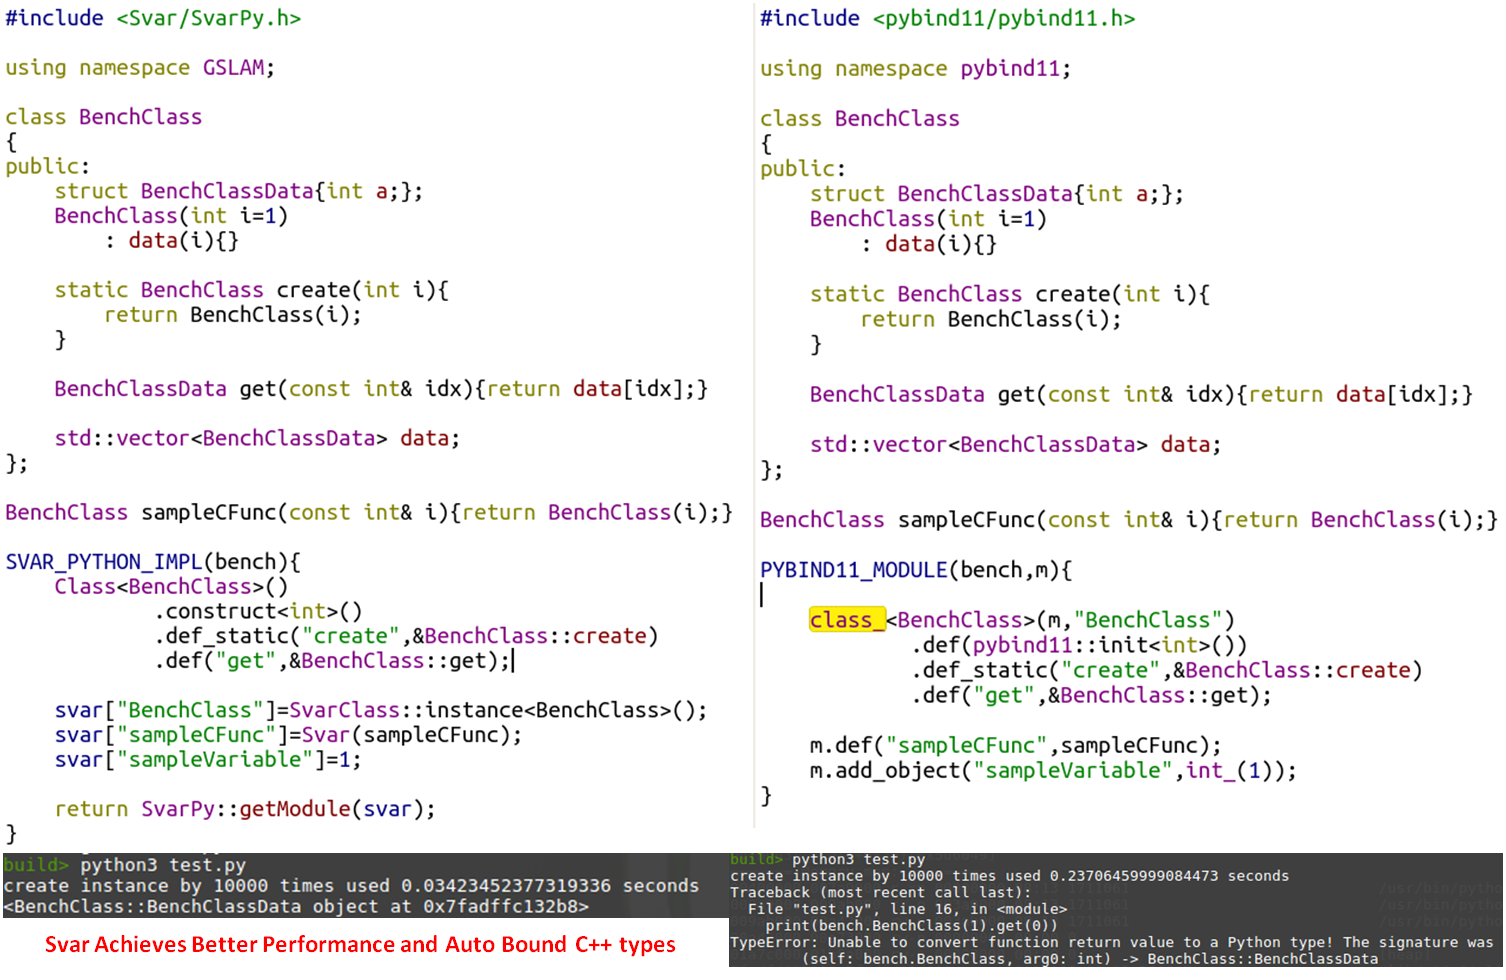 #include <Svar/SvarPy.h>
using namespace GSLAM;
class BenchClass
{
public:
    struct BenchClassData{int a;};
    BenchClass(int i=1)
        : data(i){}
    static BenchClass create(int i){
        return BenchClass(i);
    }
    BenchClassData get(const int& idx){return data[idx];}
    std::vector<BenchClassData> data;
};
BenchClass sampleCFunc(const int& i){return BenchClass(i);}
SVAR_PYTHON_IMPL(bench){
    Class<BenchClass>()
            .construct<int>()
            .def_static("create",&BenchClass::create)
            .def("get",&BenchClass::get);
    svar["BenchClass"]=SvarClass::instance<BenchClass>();
    svar["sampleCFunc"]=Svar(sampleCFunc);
    svar["sampleVariable"]=1;
    return SvarPy::getModule(svar);
}
build> python3 test.py
create instance by 10000 times used 0.03423452377319336 seconds
<BenchClass::BenchClassData object at 0x7fadffc132b8>
Svar Achieves Better Performance and Auto Bound C++ types
#include <pybind11/pybind11.h>
using namespace pybind11;
class BenchClass
{
public:
    struct BenchClassData{int a;};
    BenchClass(int i=1)
        : data(i){}
    static BenchClass create(int i){
        return BenchClass(i);
    }
    BenchClassData get(const int& idx){return data[idx];}
    std::vector<BenchClassData> data;
};
BenchClass sampleCFunc(const int& i){return BenchClass(i);}
PYBIND11_MODULE(bench,m){
    class_<BenchClass>(m,"BenchClass")
            .def(pybind11::init<int>())
            .def_static("create",&BenchClass::create)
            .def("get",&BenchClass::get);
    m.def("sampleCFunc",sampleCFunc);
    m.add_object("sampleVariable",int_(1));
}
build> python3 test.py
create instance by 10000 times used 0.23706459999084473 seconds
Traceback (most recent call last):
  File "test.py", line 16, in <module>
    print(bench.BenchClass(1).get(0))
TypeError: Unable to convert function return value to a Python type! The signature was
        (self: bench.BenchClass, arg0: int) -> BenchClass::BenchClassData